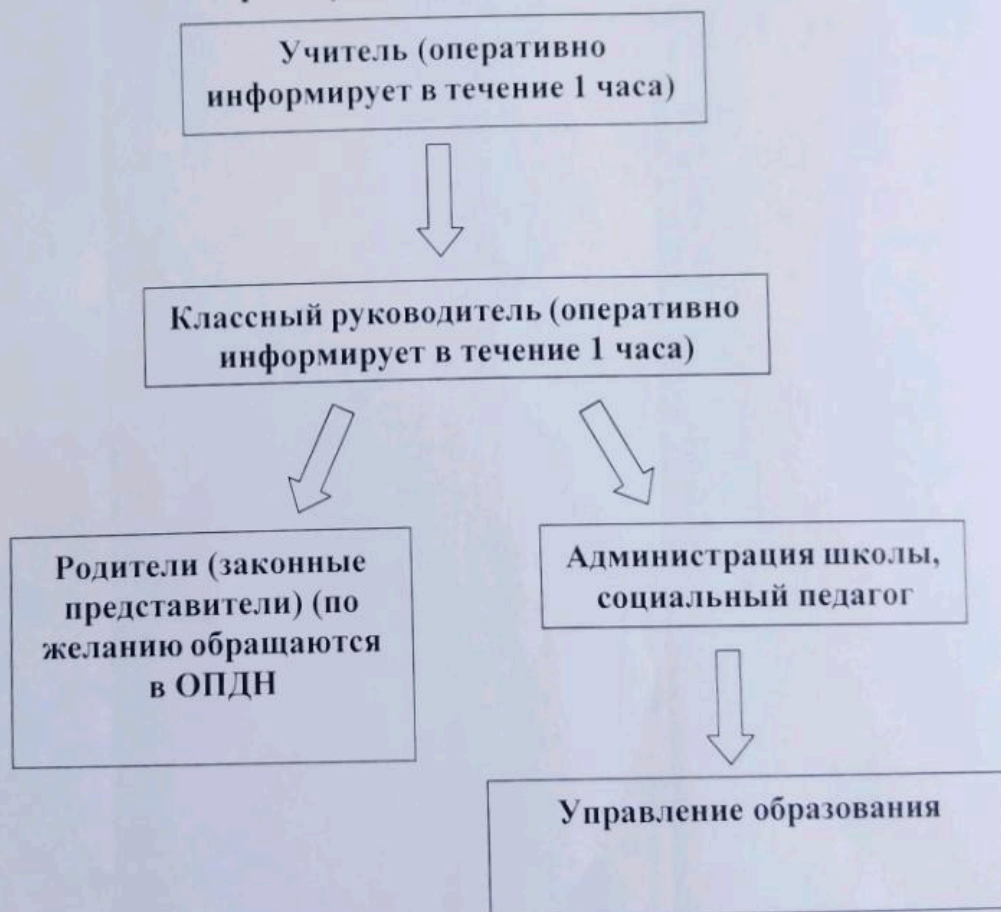 Учитель (оперативно
информирует в течение 1 часа)
Классный руководитель (оперативно
информирует в течение 1 часа)
Родители (законные
представители) (по
желанию обращаются
в ОПДН
Администрация школы,
социальный педагог
Управление образования